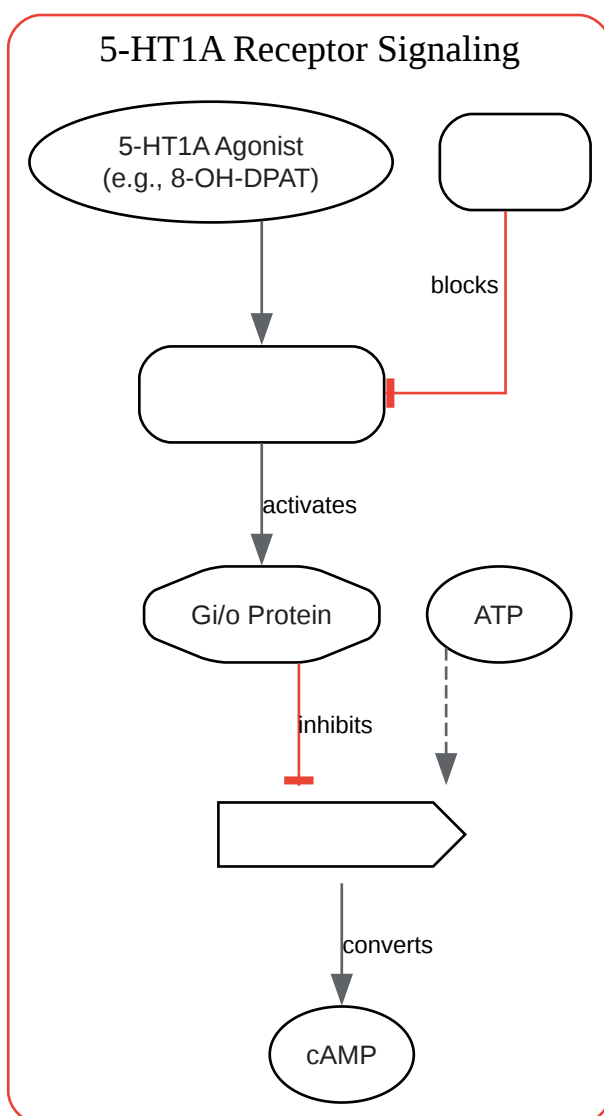 5-HT1A Receptor Signaling
5-HT1A Agonist
(e.g., 8-OH-DPAT)
blocks
activates
Gi/o Protein
ATP
inhibits
converts
cAMP